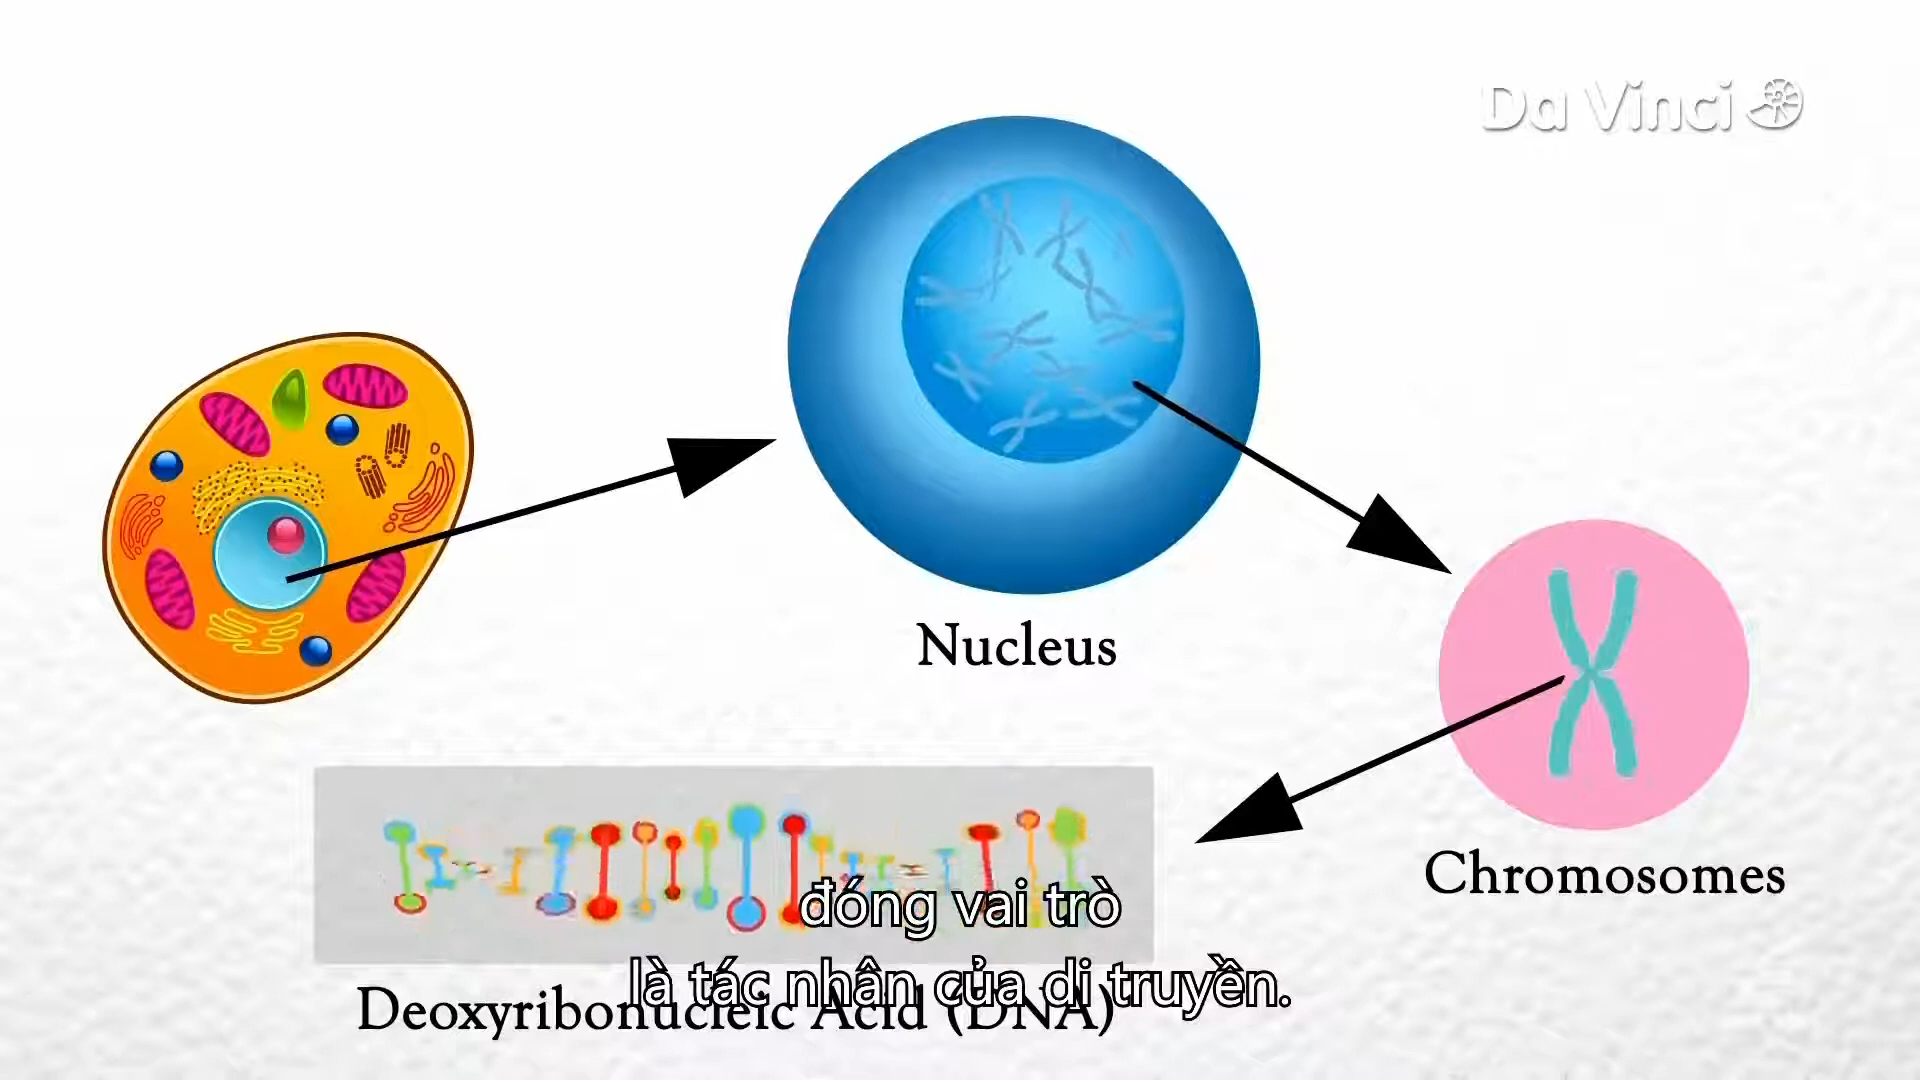 Da Vinci
Nucleus
Chromosomes
Deoxyribonucleic Acid (DNA)
đóng vai trò
là tác nhân của di truyền.